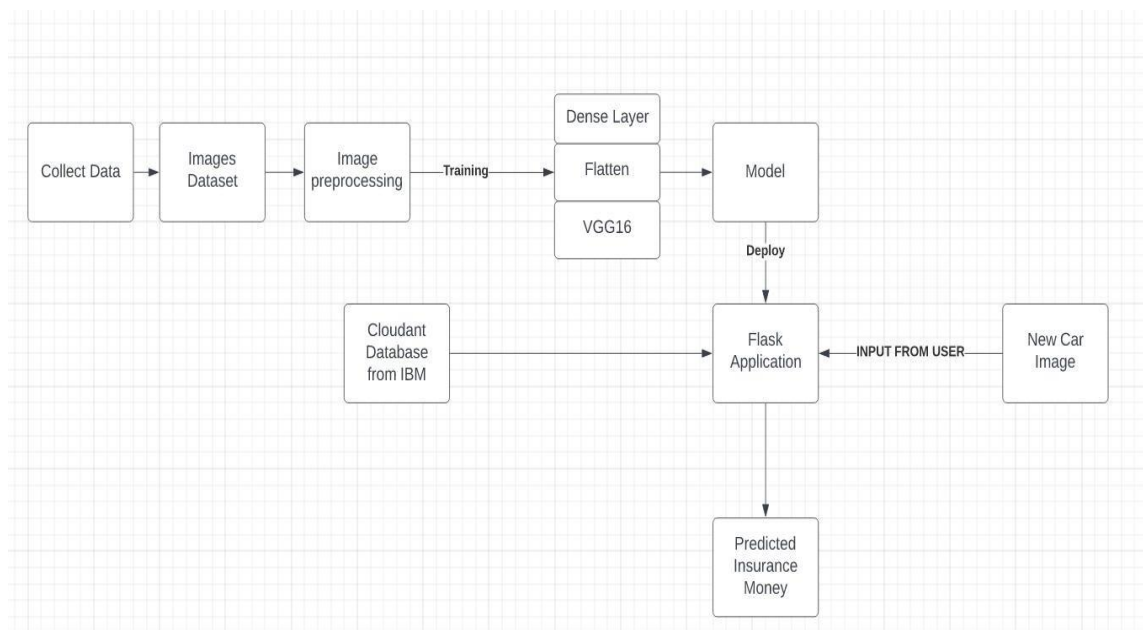 Dense Layer
Collect Data
Images
Dataset
Image
preprocessing
Training
Flatten
Model
VGG16
Deploy
Cloudant
Database
from IBM
Flask
Application
INPUT FROM USER
New Car
Image
Predicted
Insurance
Money